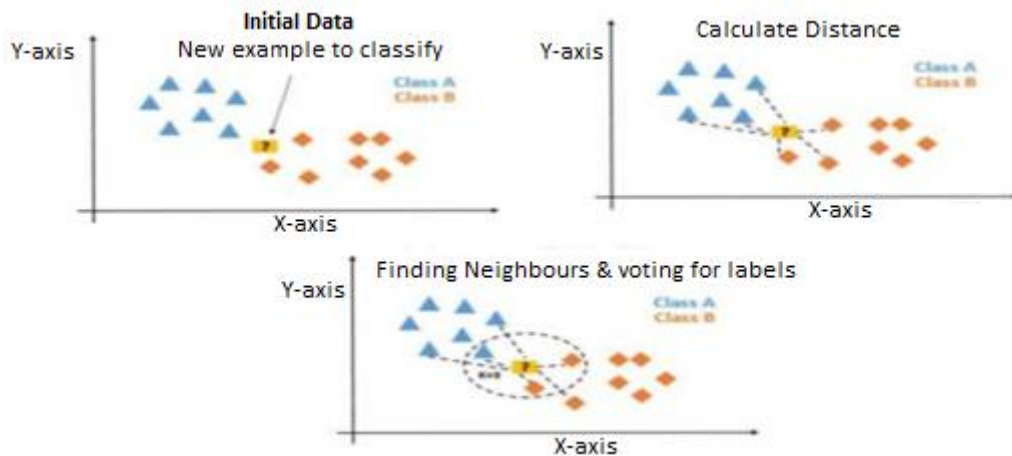 Initial Data
New example to classify
Y-axis
Class A
Class B
?
X-axis
Calculate Distance
Y-axis
Class A
Class B
?
X-axis
Finding Neighbours & voting for labels
Y-axis
Class A
Class B
?
X-axis